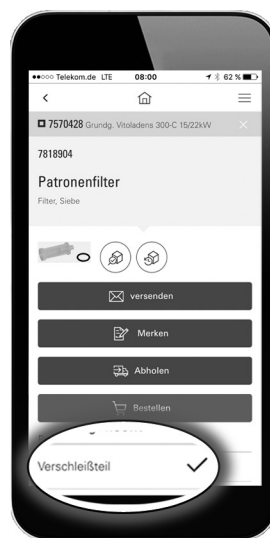 Telekom.de LTE 08:00 62 %
7570428 Grundg. Vitoladens 300-C 15/22kW
7818904
Patronenfilter
Filter, Siebe
versenden
Merken
Abholen
Bestellen
Verschleißteil